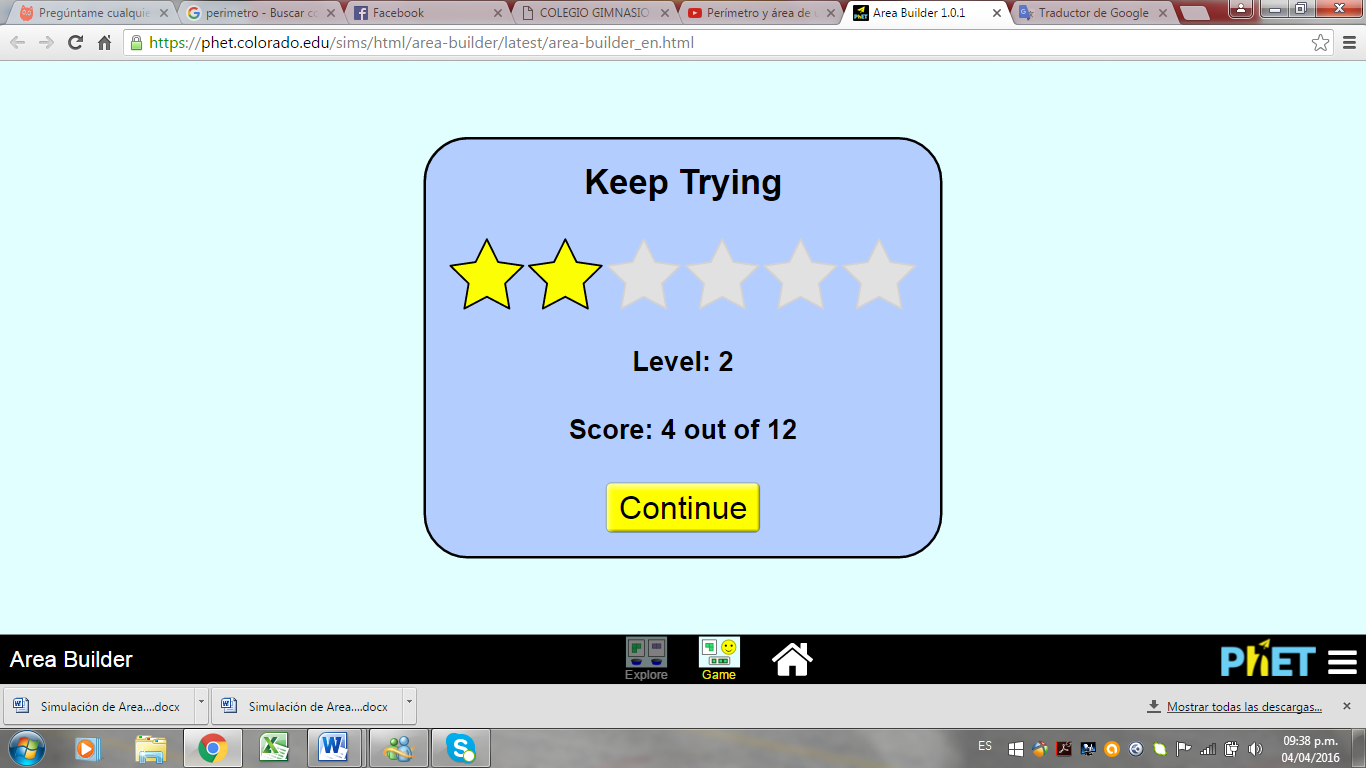 Pregúntame cualquie
perimetro - Buscar co
Facebook
COLEGIO GIMNASIO
Perímetro y área de u
Area Builder 1.0.1
Traductor de Google
https://phet.colorado.edu/sims/html/area-builder/latest/area-builder_en.html
Keep Trying
Level: 2
Score: 4 out of 12
Continue
Area Builder
Explore
Game
PhET
Simulación de Area....docx
Simulación de Area....docx
Mostrar todas las descargas...
ES
09:38 p.m.
04/04/2016